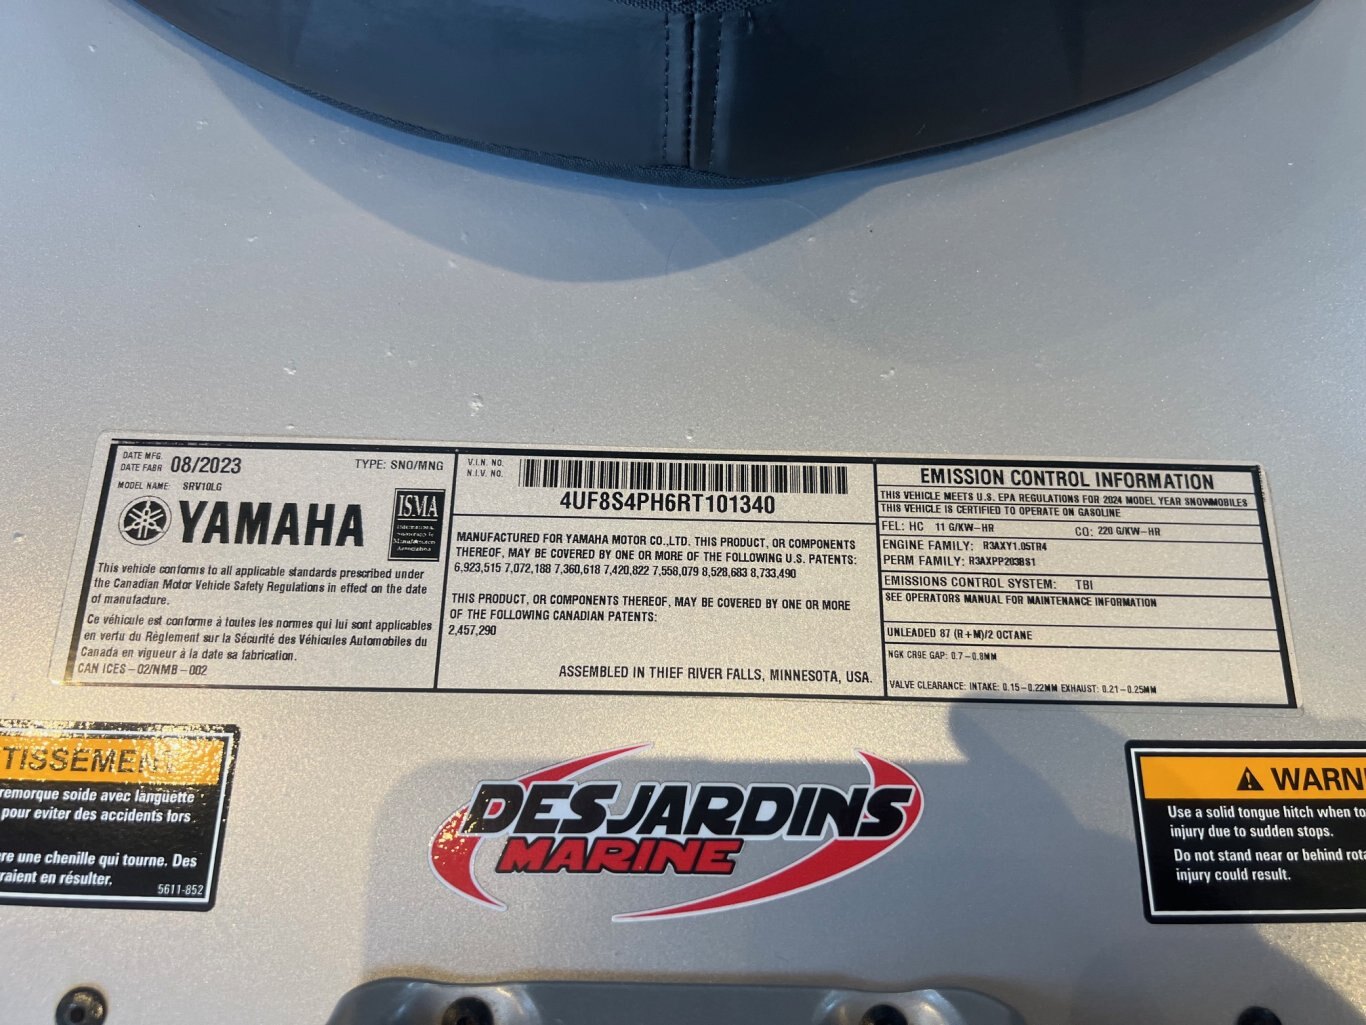 DATE MFG.
DATE FABR 08/2023
TYPE: SNO/MNG
MODEL NAME: SRV10LG
YAMAHA
ISMA
International
Snowmobile
Manufacturers
Association
This vehicle conforms to all applicable standards prescribed under
the Canadian Motor Vehicle Safety Regulations in effect on the date
of manufacture.
Ce véhicule est conforme à toutes les normes qui lui sont applicables
en vertu du Règlement sur la Sécurité des Véhicules Automobiles du
Canada en vigueur à la date sa fabrication.
CAN ICES-02/NMB-002
V.I.N. NO.
N.I.V. NO.
4UF8S4PH6RT101340
MANUFACTURED FOR YAMAHA MOTOR CO.,LTD. THIS PRODUCT, OR COMPONENTS
THEREOF, MAY BE COVERED BY ONE OR MORE OF THE FOLLOWING U.S. PATENTS:
6,923,515 7,072,188 7,360,618 7,420,822 7,558,079 8,528,683 8,733,490
THIS PRODUCT, OR COMPONENTS THEREOF, MAY BE COVERED BY ONE OR MORE
OF THE FOLLOWING CANADIAN PATENTS:
2,457,290
ASSEMBLED IN THIEF RIVER FALLS, MINNESOTA, USA.
EMISSION CONTROL INFORMATION
THIS VEHICLE MEETS U.S. EPA REGULATIONS FOR 2024 MODEL YEAR SNOWMOBILES
THIS VEHICLE IS CERTIFIED TO OPERATE ON GASOLINE
FEL: HC 11 G/KW-HR CO: 220 G/KW-HR
ENGINE FAMILY: R3AXY1.05TR4
PERM FAMILY: R3AXPP203BS1
EMISSIONS CONTROL SYSTEM: TBI
SEE OPERATORS MANUAL FOR MAINTENANCE INFORMATION
UNLEADED 87 (R+M)/2 OCTANE
NGK CR9E GAP: 0.7-0.8MM
VALVE CLEARANCE: INTAKE: 0.15-0.22MM EXHAUST: 0.21-0.25MM
TISSEMENT
remorque soide avec languette
pour eviter des accidents lors
re une chenille qui tourne. Des
raient en résulter.
5611-852
DESJARDINS
MARINE
WARN
Use a solid tongue hitch when to
injury due to sudden stops.
Do not stand near or behind rota
injury could result.